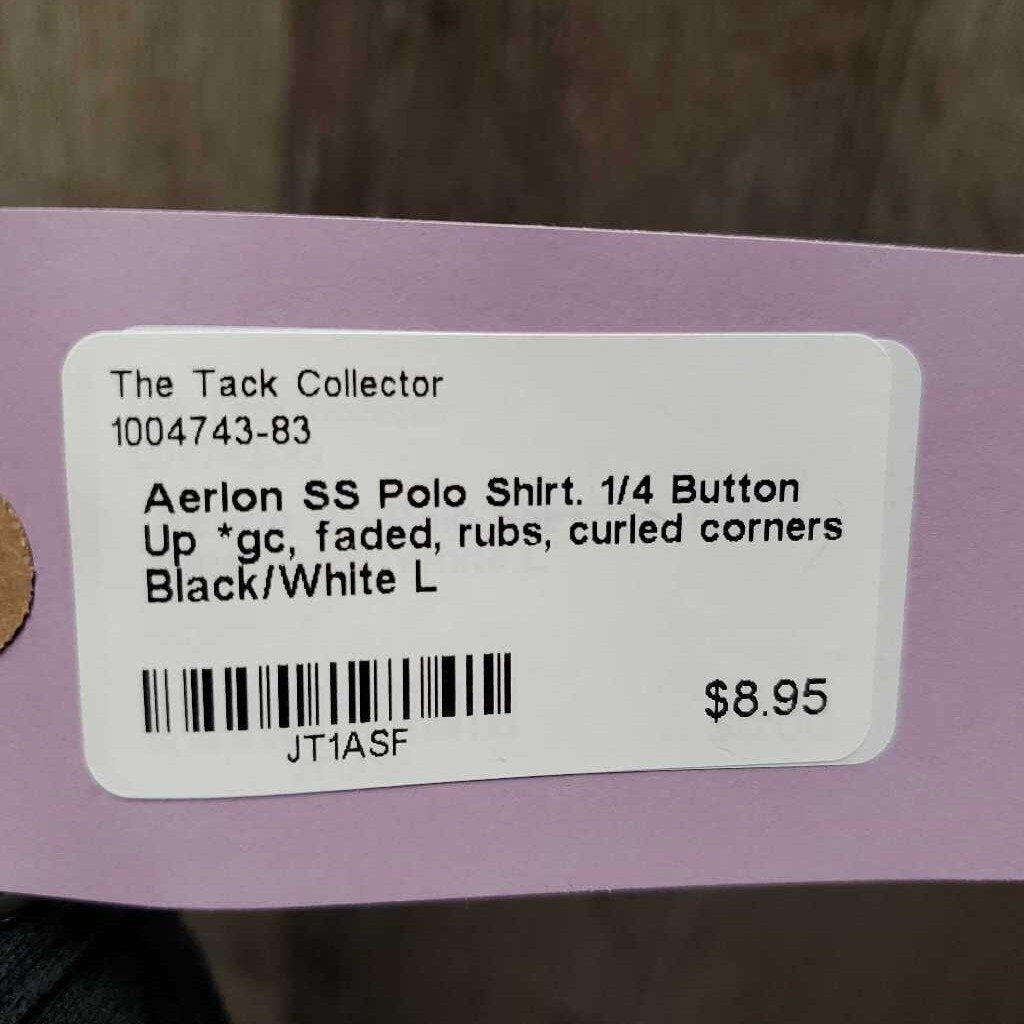 The Tack Collector
1004743-83
Aerion SS Polo Shirt. 1/4 Button
Up *gc, faded, rubs, curled corners
Black/White L
JT1ASF
$8.95